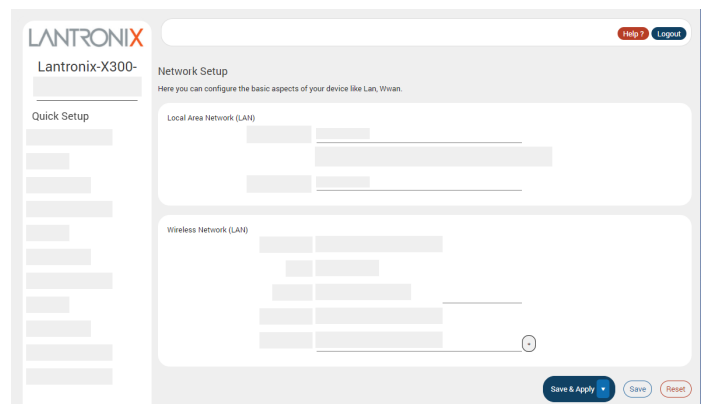 LANTRONIX
Help ? Logout
Lantronix-X300-
Network Setup
Here you can configure the basic aspects of your device like Lan, Wwan.
Quick Setup
Local Area Network (LAN)
Wireless Network (LAN)
Save & Apply
Save
Reset